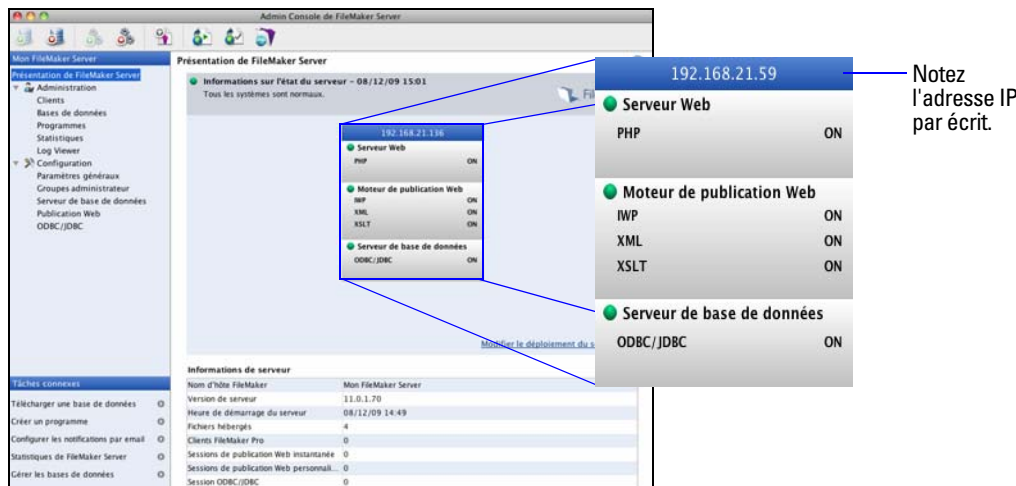 Admin Console de FileMaker Server
Mon FileMaker Server
Présentation de FileMaker Server
Administration
Clients
Bases de données
Programmes
Statistiques
Log Viewer
Configuration
Paramètres généraux
Groupes administrateur
Serveur de base de données
Publication Web
ODBC/JDBC
Tâches connexes
Télécharger une base de données
Créer un programme
Configurer les notifications par email
Statistiques de FileMaker Server
Gérer les bases de données
Présentation de FileMaker Server
Informations sur l'état du serveur - 08/12/09 15:01
Tous les systèmes sont normaux.
192.168.21.136
Serveur Web
PHP ON
Moteur de publication Web
IWP ON
XML ON
XSLT ON
Serveur de base de données
ODBC/JDBC ON
Modifier le déploiement du s
Informations de serveur
Nom d'hôte FileMaker Mon FileMaker Server
Version de serveur 11.0.1.70
Heure de démarrage du serveur 08/12/09 14:49
Fichiers hébergés 4
Clients FileMaker Pro 0
Sessions de publication Web instantanée 0
Sessions de publication Web personnali... 0
Session ODBC/JDBC 0
192.168.21.59
Serveur Web
PHP ON
Moteur de publication Web
IWP ON
XML ON
XSLT ON
Serveur de base de données
ODBC/JDBC ON
Notez
l'adresse IP
par écrit.